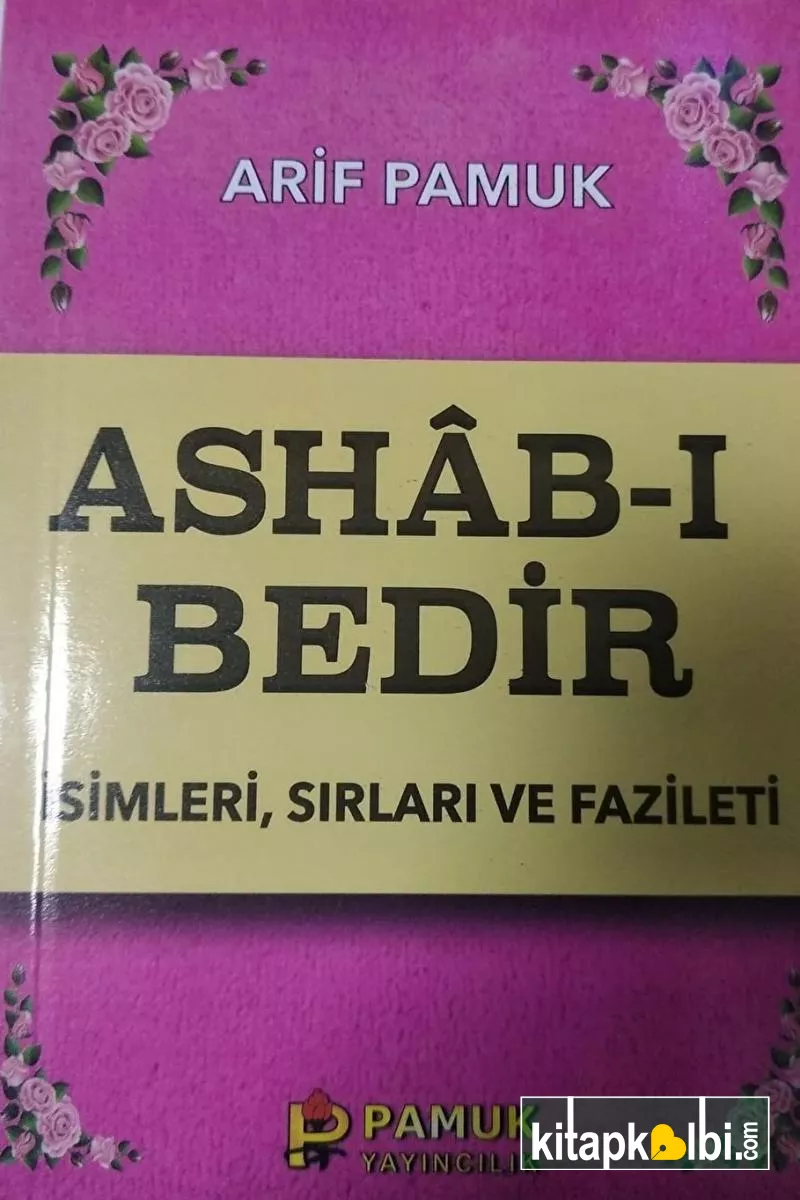 ARİF PAMUK
ASHÂB-I
BEDİR
İSİMLERİ, SIRLARI VE FAZİLETİ
PAMUK
YAYINCILIK
kitapkalbi.com